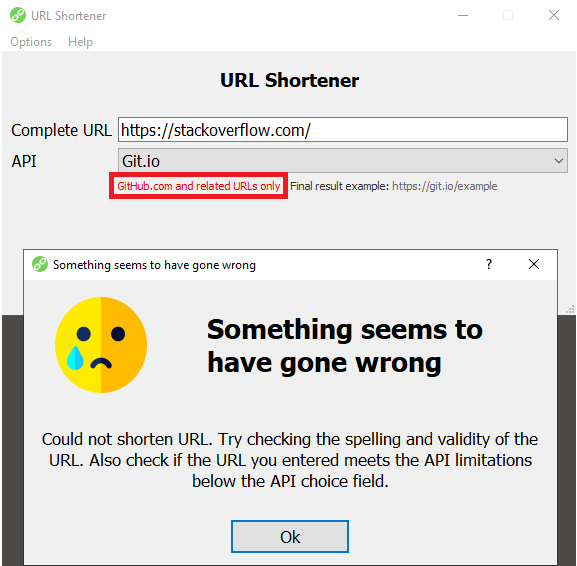 URL Shortener
Options Help
URL Shortener
Complete URL https://stackoverflow.com/
API Git.io
GitHub.com and related URLs only Final result example: https://git.io/example
Something seems to have gone wrong ?
Something seems to
have gone wrong
Could not shorten URL. Try checking the spelling and validity of the
URL. Also check if the URL you entered meets the API limitations
below the API choice field.
Ok